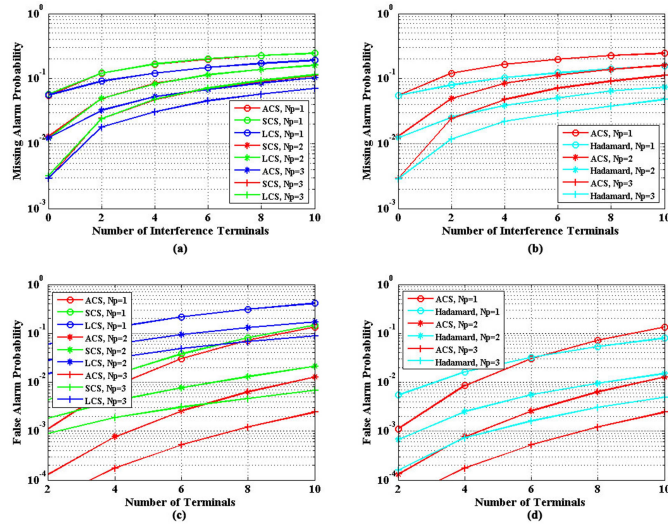 10^0
10^-1
10^-2
10^-3
Missing Alarm Probability
0 2 4 6 8 10
Number of Interference Terminals
(a)
ACS, Np=1
SCS, Np=1
LCS, Np=1
SCS, Np=2
LCS, Np=2
ACS, Np=3
SCS, Np=3
LCS, Np=3
10^0
10^-1
10^-2
10^-3
Missing Alarm Probability
0 2 4 6 8 10
Number of Interference Terminals
(b)
ACS, Np=1
Hadamard, Np=1
ACS, Np=2
Hadamard, Np=2
ACS, Np=3
Hadamard, Np=3
10^0
10^-1
10^-2
10^-3
10^-4
False Alarm Probability
2 4 6 8 10
Number of Terminals
(c)
ACS, Np=1
SCS, Np=1
LCS, Np=1
ACS, Np=2
SCS, Np=2
LCS, Np=2
ACS, Np=3
SCS, Np=3
LCS, Np=3
10^0
10^-1
10^-2
10^-3
10^-4
False Alarm Probability
2 4 6 8 10
Number of Terminals
(d)
ACS, Np=1
Hadamard, Np=1
ACS, Np=2
Hadamard, Np=2
ACS, Np=3
Hadamard, Np=3